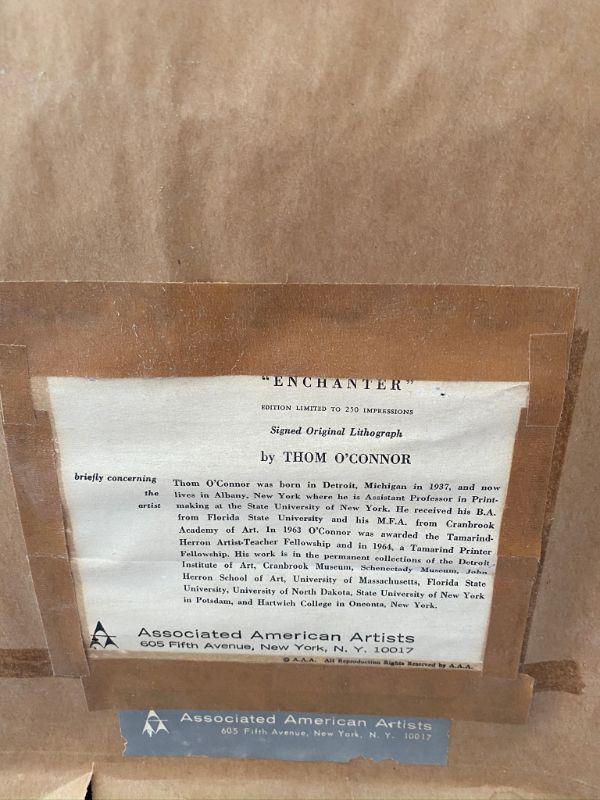 "ENCHANTER"
EDITION LIMITED TO 250 IMPRESSIONS
Signed Original Lithograph
by THOM O'CONNOR
briefly concerning
the
artist
Thom O'Connor was born in Detroit, Michigan in 1937, and now
lives in Albany, New York where he is Assistant Professor in Print-
making at the State University of New York. He received his B.A.
from Florida State University and his M.F.A. from Cranbrook
Academy of Art. In 1963 O'Connor was awarded the Tamarind-
Herron Artist-Teacher Fellowship and in 1964, a Tamarind Printer
Fellowship. His work is in the permanent collections of the Detroit
Institute of Art, Cranbrook Museum, Schenectady Museum, John
Herron School of Art, University of Massachusetts, Florida State
University, University of North Dakota, State University of New York
in Potsdam, and Hartwich College in Oneonta, New York.
Associated American Artists
605 Fifth Avenue, New York, N. Y. 10017
© A.A.A. All Reproduction Rights Reserved by A.A.A.
Associated American Artists
605 Fifth Avenue, New York, N. Y. 10017